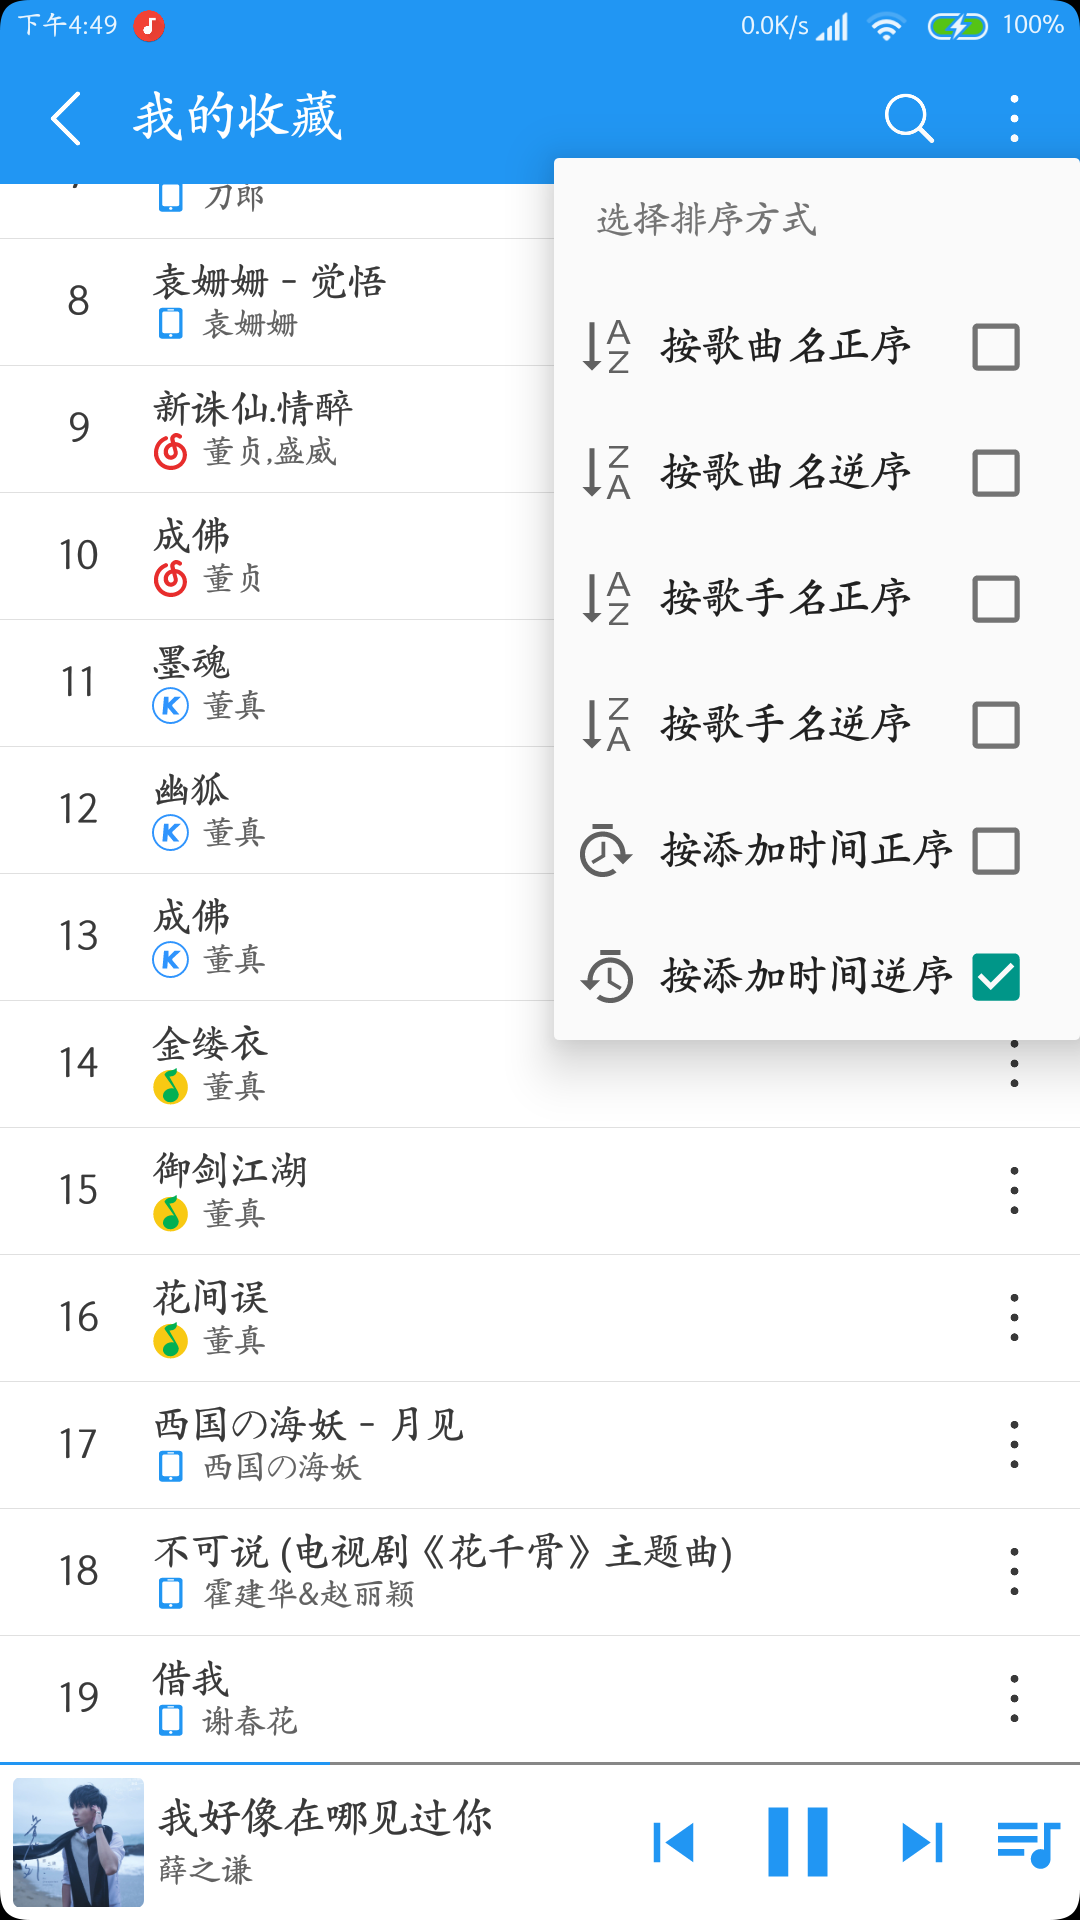 下午4:49
0.0K/s
100%
我的收藏
刀郎
选择排序方式
按歌曲名正序
按歌曲名逆序
按歌手名正序
按歌手名逆序
按添加时间正序
按添加时间逆序
8
袁姗姗 - 觉悟
袁姗姗
9
新诛仙.情醉
董贞,盛威
10
成佛
董贞
11
墨魂
董真
12
幽狐
董真
13
成佛
董真
14
金缕衣
董真
15
御剑江湖
董真
16
花间误
董真
17
西国の海妖 - 月见
西国の海妖
18
不可说 (电视剧《花千骨》主题曲)
霍建华&赵丽颖
19
借我
谢春花
我好像在哪见过你
薛之谦